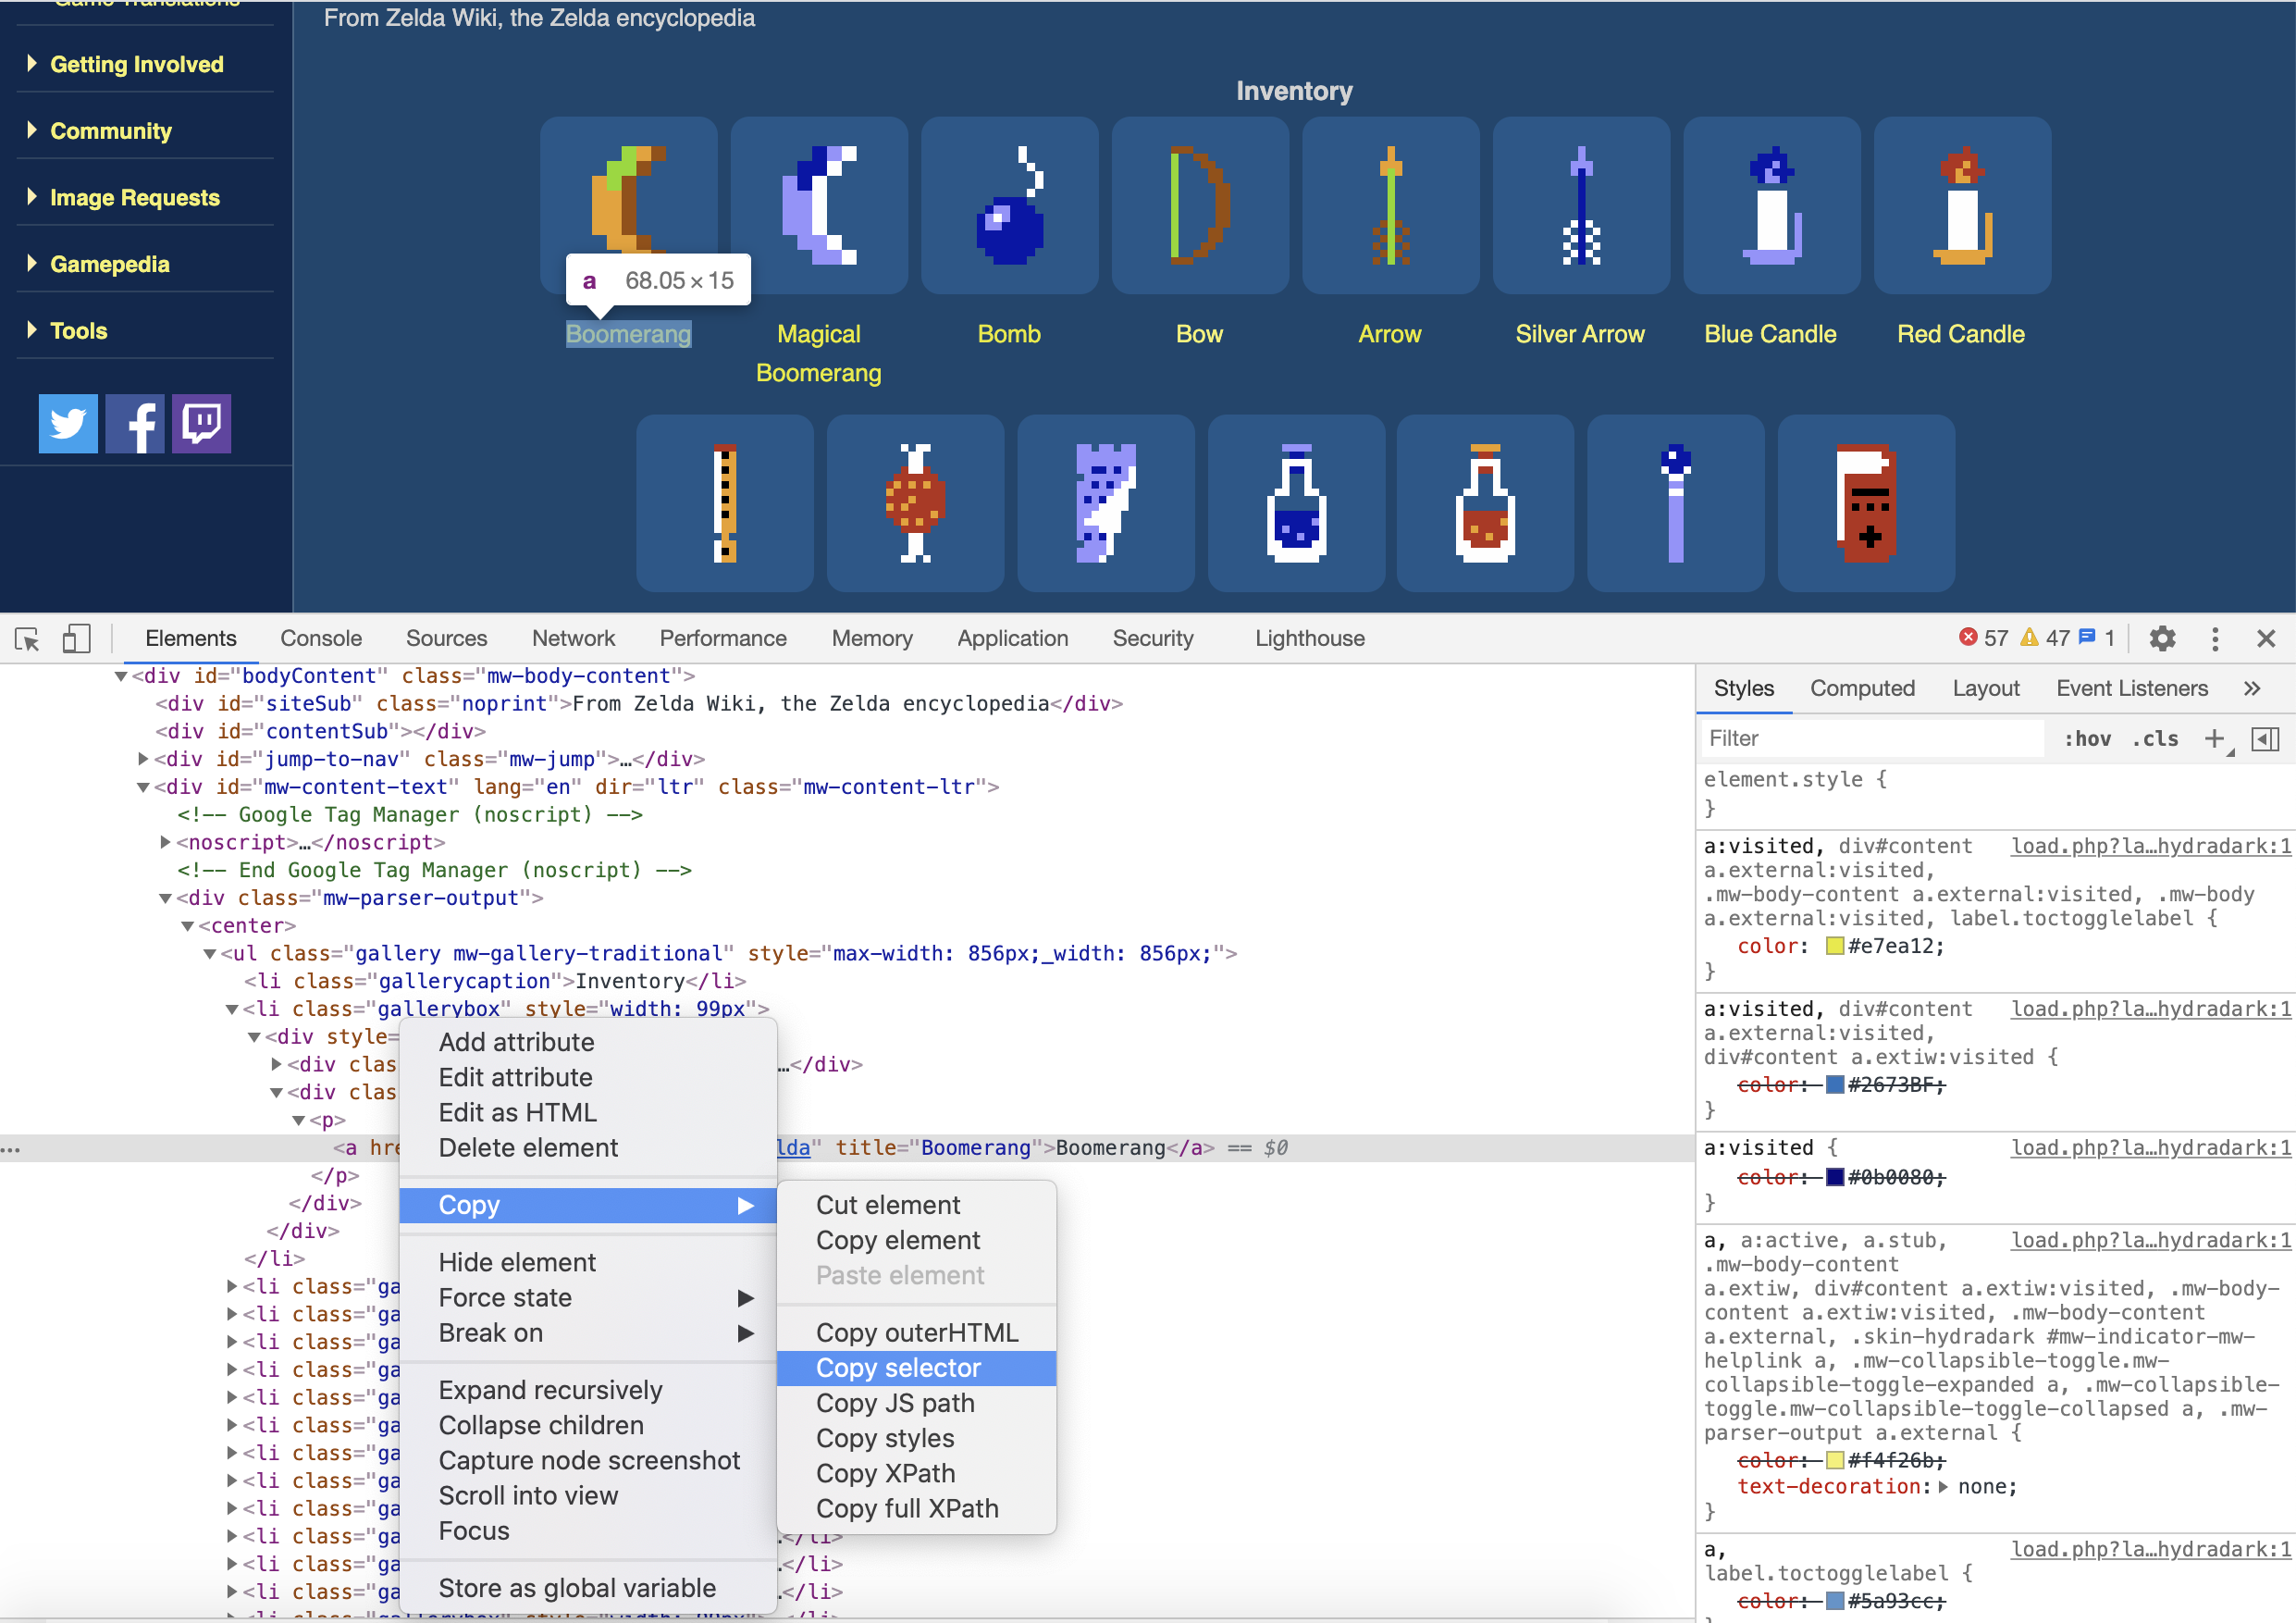 Game Translations
Getting Involved
Community
Image Requests
Gamepedia
Tools
From Zelda Wiki, the Zelda encyclopedia
Inventory
a 68.05 × 15
Boomerang
Magical
Boomerang
Bomb
Bow
Arrow
Silver Arrow
Blue Candle
Red Candle
Elements Console Sources Network Performance Memory Application Security Lighthouse 57 47 1
<div id="bodyContent" class="mw-body-content">
<div id="siteSub" class="noprint">From Zelda Wiki, the Zelda encyclopedia</div>
<div id="contentSub"></div>
<div id="jump-to-nav" class="mw-jump">…</div>
<div id="mw-content-text" lang="en" dir="ltr" class="mw-content-ltr">
<!-- Google Tag Manager (noscript) -->
<noscript>…</noscript>
<!-- End Google Tag Manager (noscript) -->
<div class="mw-parser-output">
<center>
<ul class="gallery mw-gallery-traditional" style="max-width: 856px;_width: 856px;">
<li class="gallerycaption">Inventory</li>
<li class="gallerybox" style="width: 99px">
<div style=
<div clas …</div>
<div clas
<p>
… <a hre lda" title="Boomerang">Boomerang</a> == $0
</p>
</div>
</div>
</li>
<li class="ga
<li class="ga
<li class="ga
<li class="ga
<li class="ga
<li class="ga
<li class="ga
<li class="ga
<li class="ga
<li class="ga .</li>
<li class="ga .</li>
<li class="ga .</li>
Add attribute
Edit attribute
Edit as HTML
Delete element
Copy
Hide element
Force state
Break on
Expand recursively
Collapse children
Capture node screenshot
Scroll into view
Focus
Store as global variable
Cut element
Copy element
Paste element
Copy outerHTML
Copy selector
Copy JS path
Copy styles
Copy XPath
Copy full XPath
Styles Computed Layout Event Listeners »
Filter :hov .cls +
element.style {
}
a:visited, div#content load.php?la…hydradark:1
a.external:visited,
.mw-body-content a.external:visited, .mw-body
a.external:visited, label.toctogglelabel {
color: #e7ea12;
}
a:visited, div#content load.php?la…hydradark:1
a.external:visited,
div#content a.extiw:visited {
color: #2673BF;
}
a:visited { load.php?la…hydradark:1
color: #0b0080;
}
a, a:active, a.stub, load.php?la…hydradark:1
.mw-body-content
a.extiw, div#content a.extiw:visited, .mw-body-
content a.extiw:visited, .mw-body-content
a.external, .skin-hydradark #mw-indicator-mw-
helplink a, .mw-collapsible-toggle.mw-
collapsible-toggle-expanded a, .mw-collapsible-
toggle.mw-collapsible-toggle-collapsed a, .mw-
parser-output a.external {
color: #f4f26b;
text-decoration: none;
}
a, load.php?la…hydradark:1
label.toctogglelabel {
color: #5a93cc;